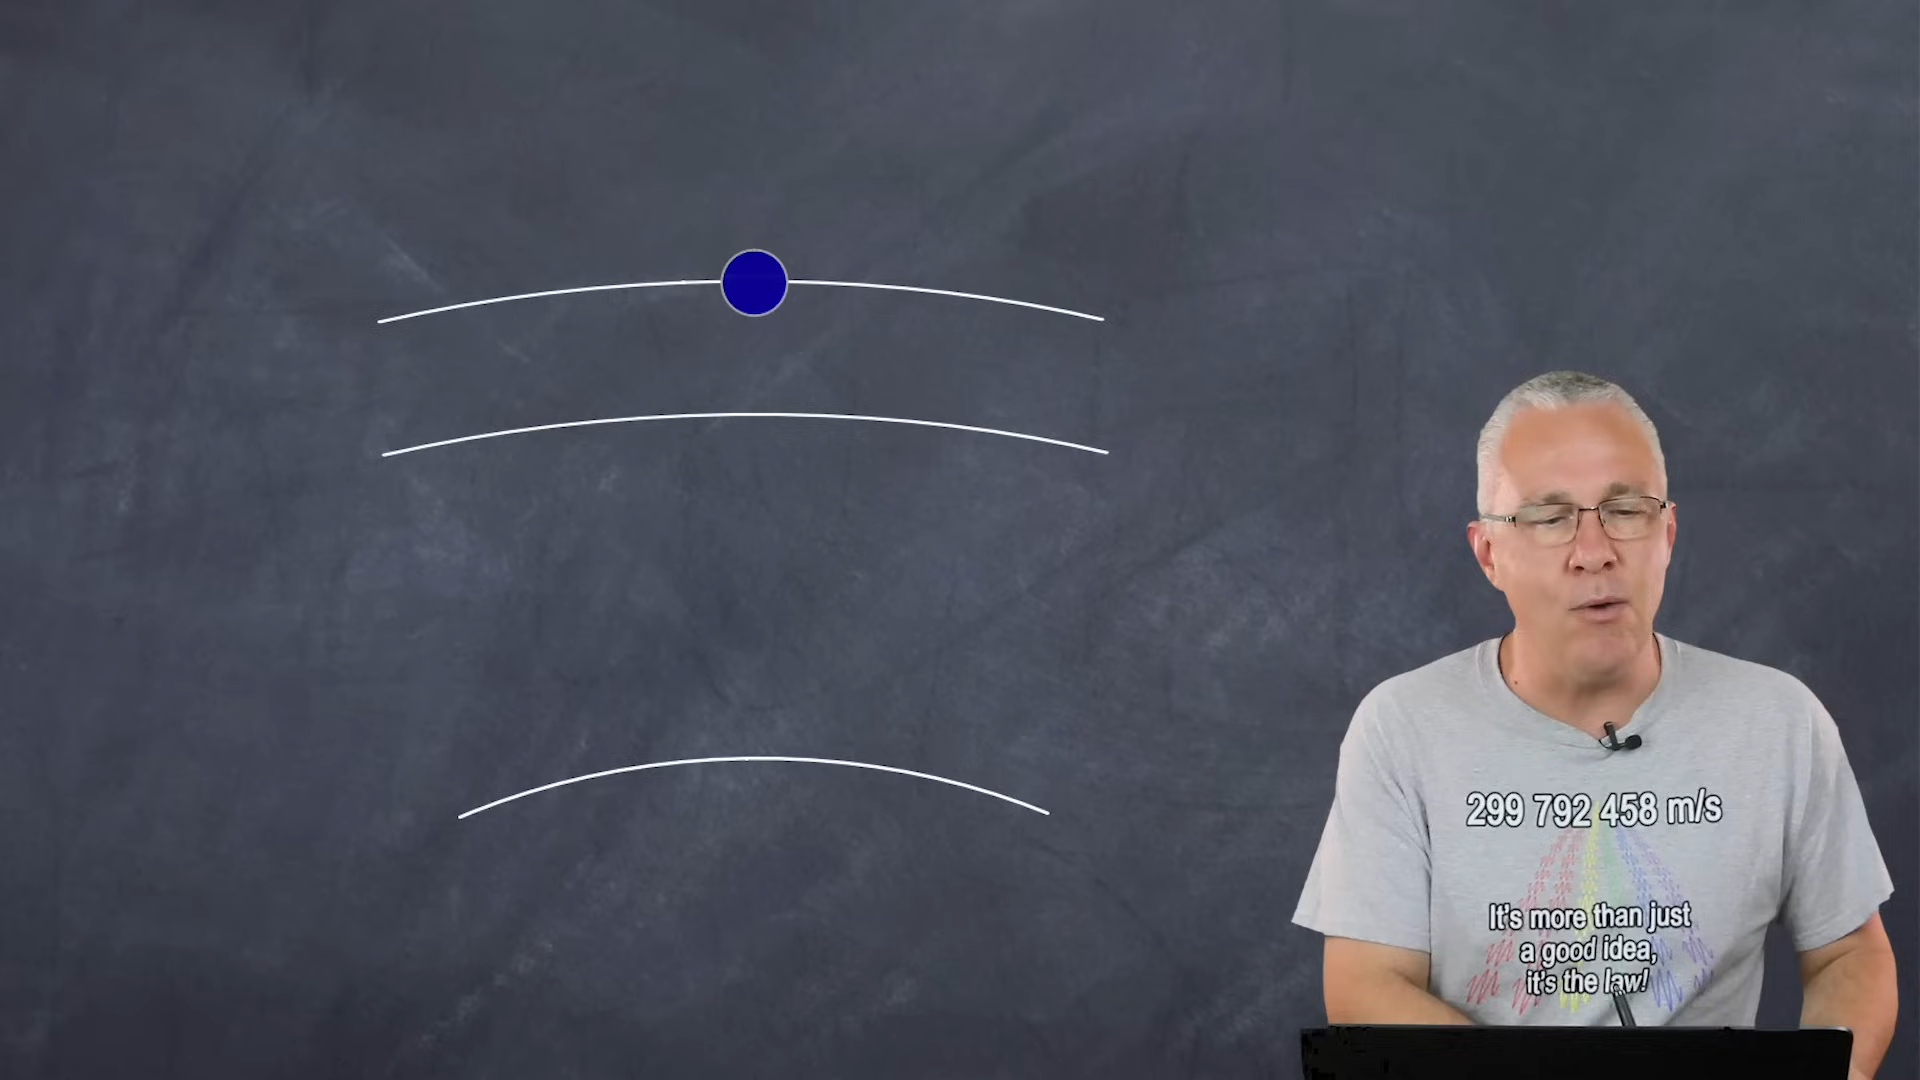 299 792 458 m/s
It's more than just
a good idea,
it's the law!